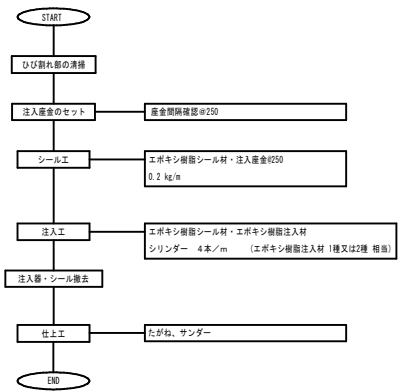 START
ひび割れ部の清掃
注入座金のセット
座金間隔確認@250
シール工
エポキシ樹脂シール材・注入座金@250
0.2 kg/m
注入工
エポキシ樹脂シール材・エポキシ樹脂注入材
シリンダー 4本/m (エポキシ樹脂注入材 1種又は2種 相当)
注入器・シール撤去
仕上工
たがね、サンダー
END